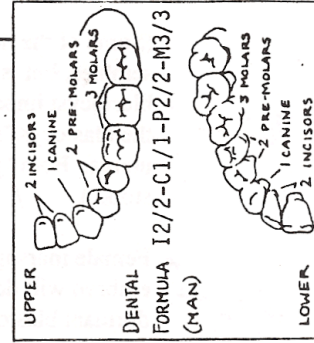 UPPER
2 INCISORS
1 CANINE
2 PRE-MOLARS
3 MOLARS
DENTAL
FORMULA I2/2-C1/1-P2/2-M3/3
(MAN)
3 MOLARS
2 PRE-MOLARS
1 CANINE
2 INCISORS
LOWER